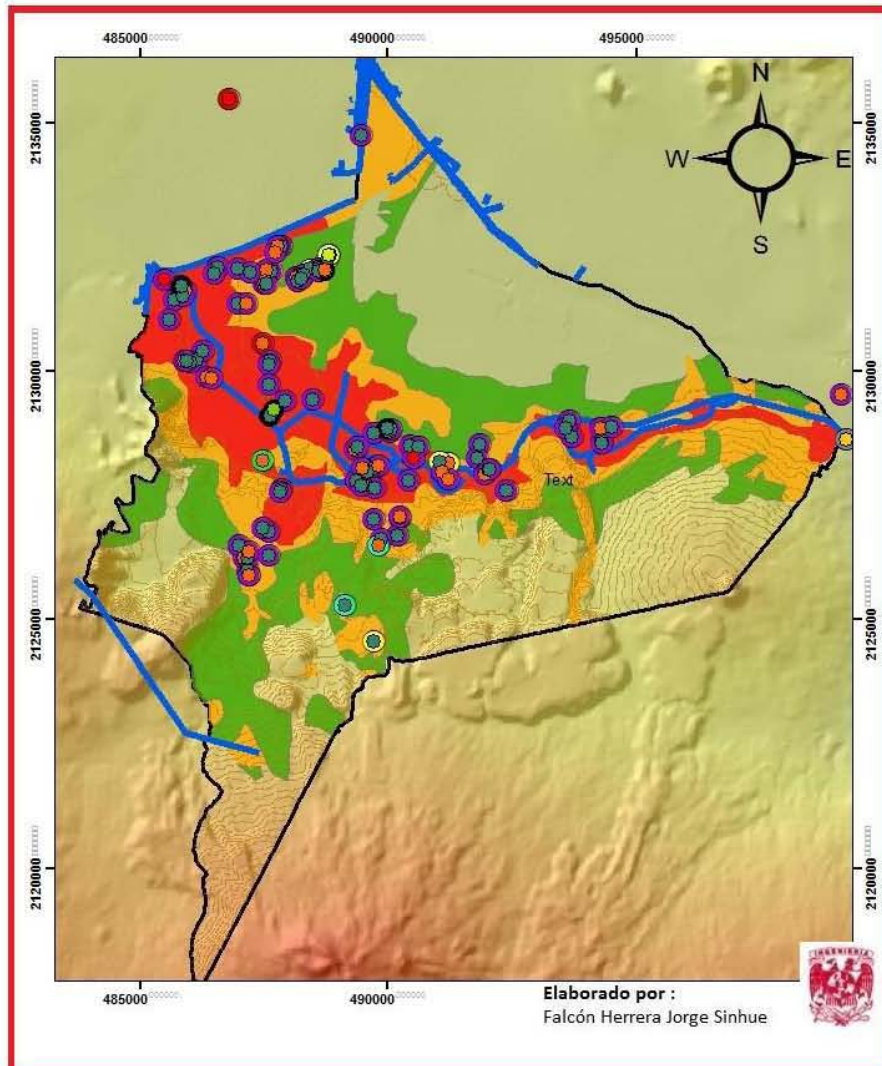 485000 490000 495000
N
W E
S
2135000 2135000
2130000 2130000
Text
2125000 2125000
2120000 2120000
485000 490000
Elaborado por :
Falcón Herrera Jorge Sinhue
INGENIERIA